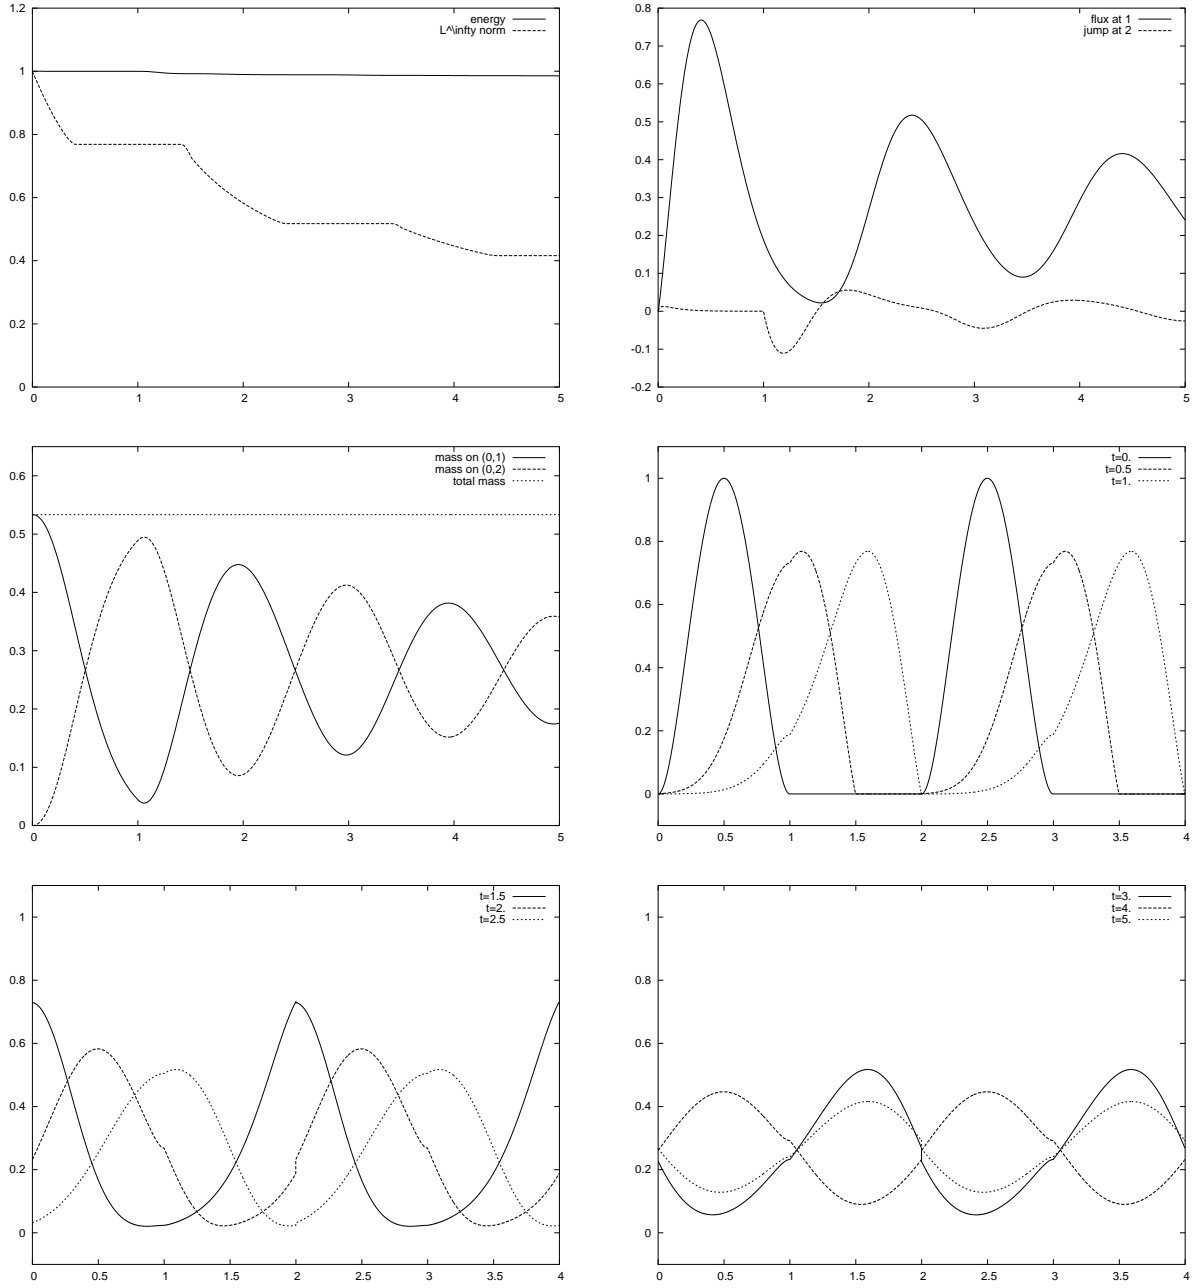 1.2
1
0.8
0.6
0.4
0.2
0
0 1 2 3 4 5
energy
L^\infty norm
0.8
0.7
0.6
0.5
0.4
0.3
0.2
0.1
0
-0.1
-0.2
0 1 2 3 4 5
flux at 1
jump at 2
0.6
0.5
0.4
0.3
0.2
0.1
0
0 1 2 3 4 5
mass on (0,1)
mass on (0,2)
total mass
1
0.8
0.6
0.4
0.2
0
0 0.5 1 1.5 2 2.5 3 3.5 4
t=0.
t=0.5
t=1.
1
0.8
0.6
0.4
0.2
0
0 0.5 1 1.5 2 2.5 3 3.5 4
t=1.5
t=2.
t=2.5
1
0.8
0.6
0.4
0.2
0
0 0.5 1 1.5 2 2.5 3 3.5 4
t=3.
t=4.
t=5.